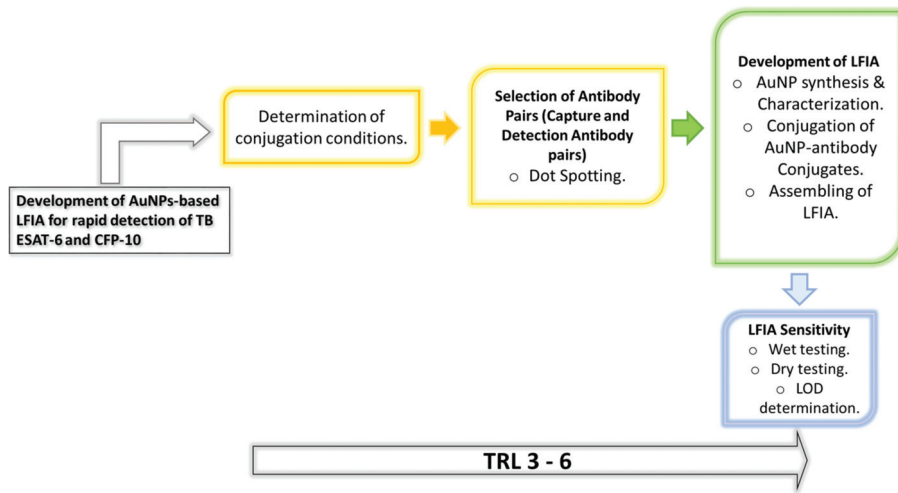 Development of AuNPs-based
LFIA for rapid detection of TB
ESAT-6 and CFP-10
Determination of
conjugation conditions.
Selection of Antibody
Pairs (Capture and
Detection Antibody
pairs)
○ Dot Spotting.
Development of LFIA
○ AuNP synthesis &
Characterization.
○ Conjugation of
AuNP-antibody
Conjugates.
○ Assembling of
LFIA.
LFIA Sensitivity
○ Wet testing.
○ Dry testing.
○ LOD
determination.
TRL 3 - 6